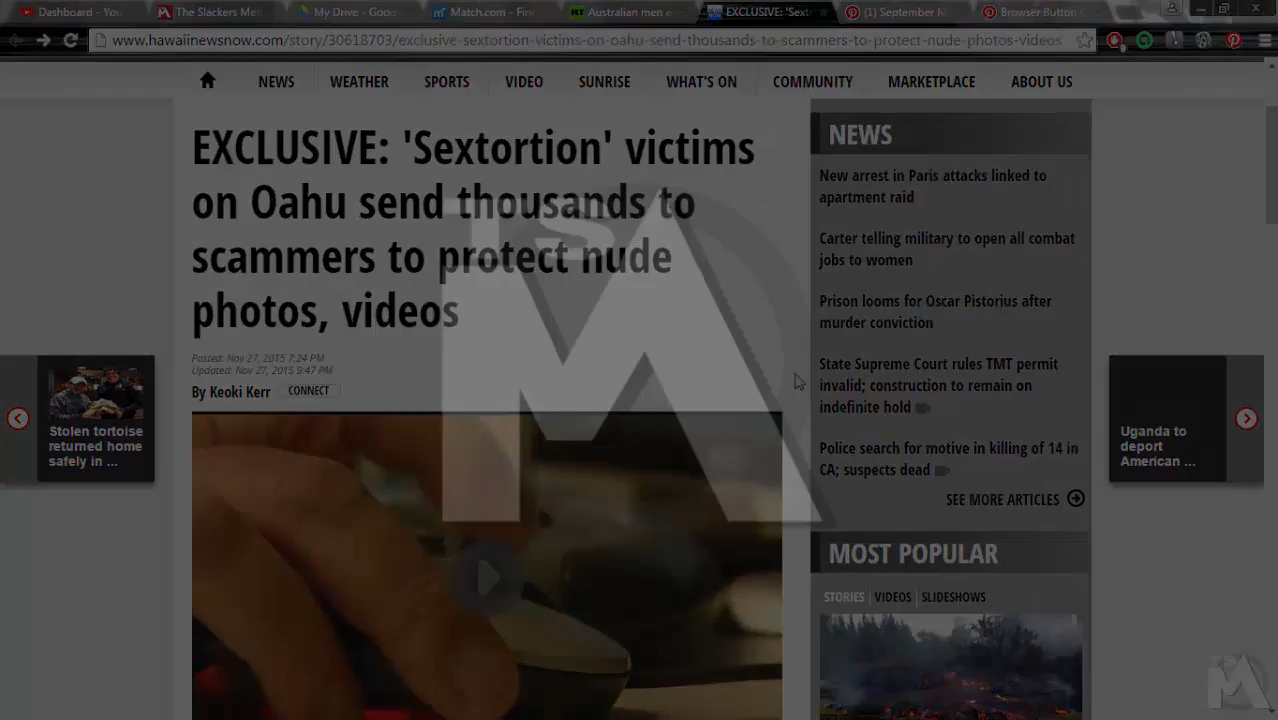 Dashboard - You
The Slackers Met
My Drive - Goo
Match.com - Fin
Australian men e
EXCLUSIVE: 'Sext
(1) September M
Browser Button
www.hawaiinewsnow.com/story/30618703/exclusive-sextortion-victims-on-oahu-send-thousands-to-scammers-to-protect-nude-photos-videos
NEWS WEATHER SPORTS VIDEO SUNRISE WHAT'S ON COMMUNITY MARKETPLACE ABOUT US
EXCLUSIVE: 'Sextortion' victims
on Oahu send thousands to
scammers to protect nude
photos, videos
Posted: Nov 27, 2015 7:24 PM
Updated: Nov 27, 2015 9:47 PM
By Keoki Kerr CONNECT
Stolen tortoise
returned home
safely in ...
NEWS
New arrest in Paris attacks linked to
apartment raid
Carter telling military to open all combat
jobs to women
Prison looms for Oscar Pistorius after
murder conviction
State Supreme Court rules TMT permit
invalid; construction to remain on
indefinite hold
Police search for motive in killing of 14 in
CA; suspects dead
SEE MORE ARTICLES
MOST POPULAR
STORIES VIDEOS SLIDESHOWS
Uganda to
deport
American ...
TSM